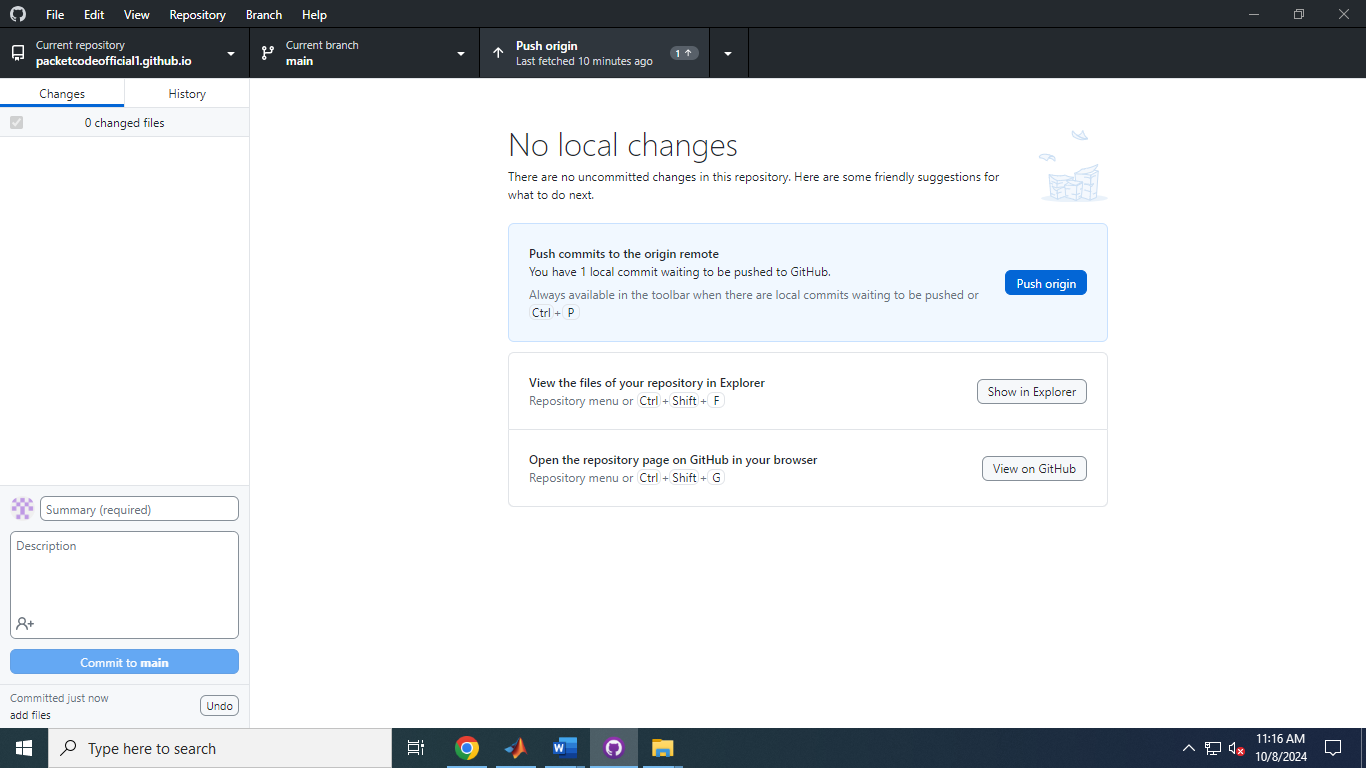 File Edit View Repository Branch Help
Current repository
packetcodeofficial1.github.io
Current branch
main
Push origin
Last fetched 10 minutes ago
1
Changes History
0 changed files
No local changes
There are no uncommitted changes in this repository. Here are some friendly suggestions for
what to do next.
Push commits to the origin remote
You have 1 local commit waiting to be pushed to GitHub.
Always available in the toolbar when there are local commits waiting to be pushed or
Ctrl + P
Push origin
View the files of your repository in Explorer
Repository menu or Ctrl + Shift + F
Show in Explorer
Open the repository page on GitHub in your browser
Repository menu or Ctrl + Shift + G
View on GitHub
Summary (required)
Description
Commit to main
Committed just now
add files
Undo
Type here to search
11:16 AM
10/8/2024